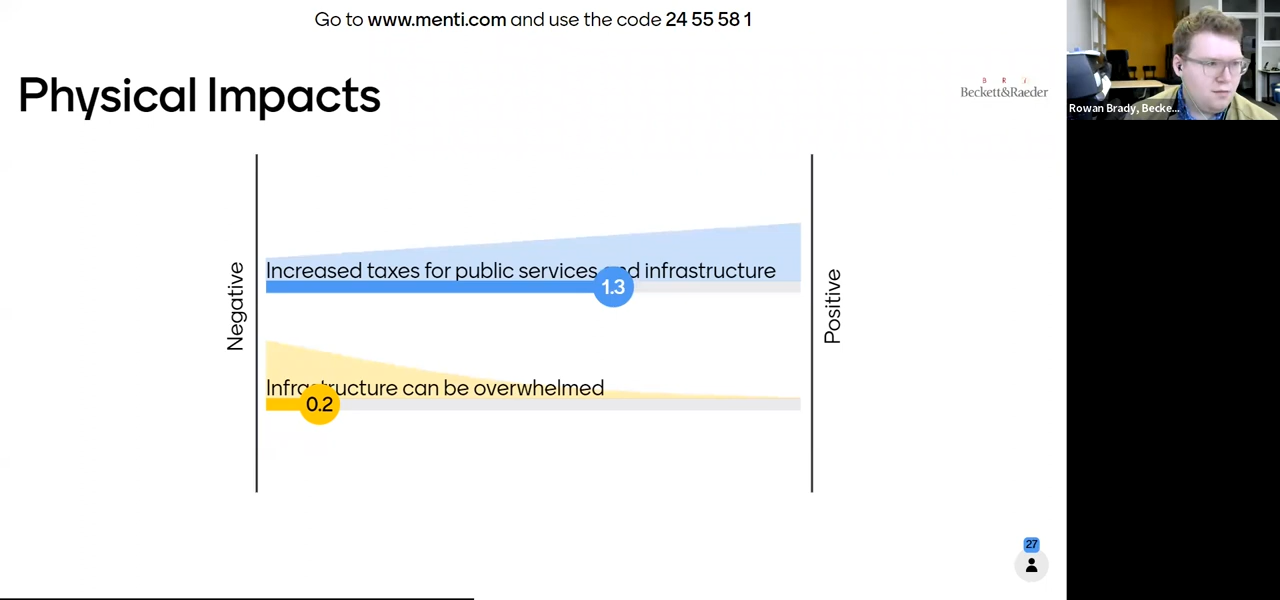 Go to www.menti.com and use the code 24 55 58 1
Physical Impacts
B R i
Beckett&Raeder
Rowan Brady, Becke...
Negative
Increased taxes for public services and infrastructure
1.3
Infrastructure can be overwhelmed
0.2
Positive
27